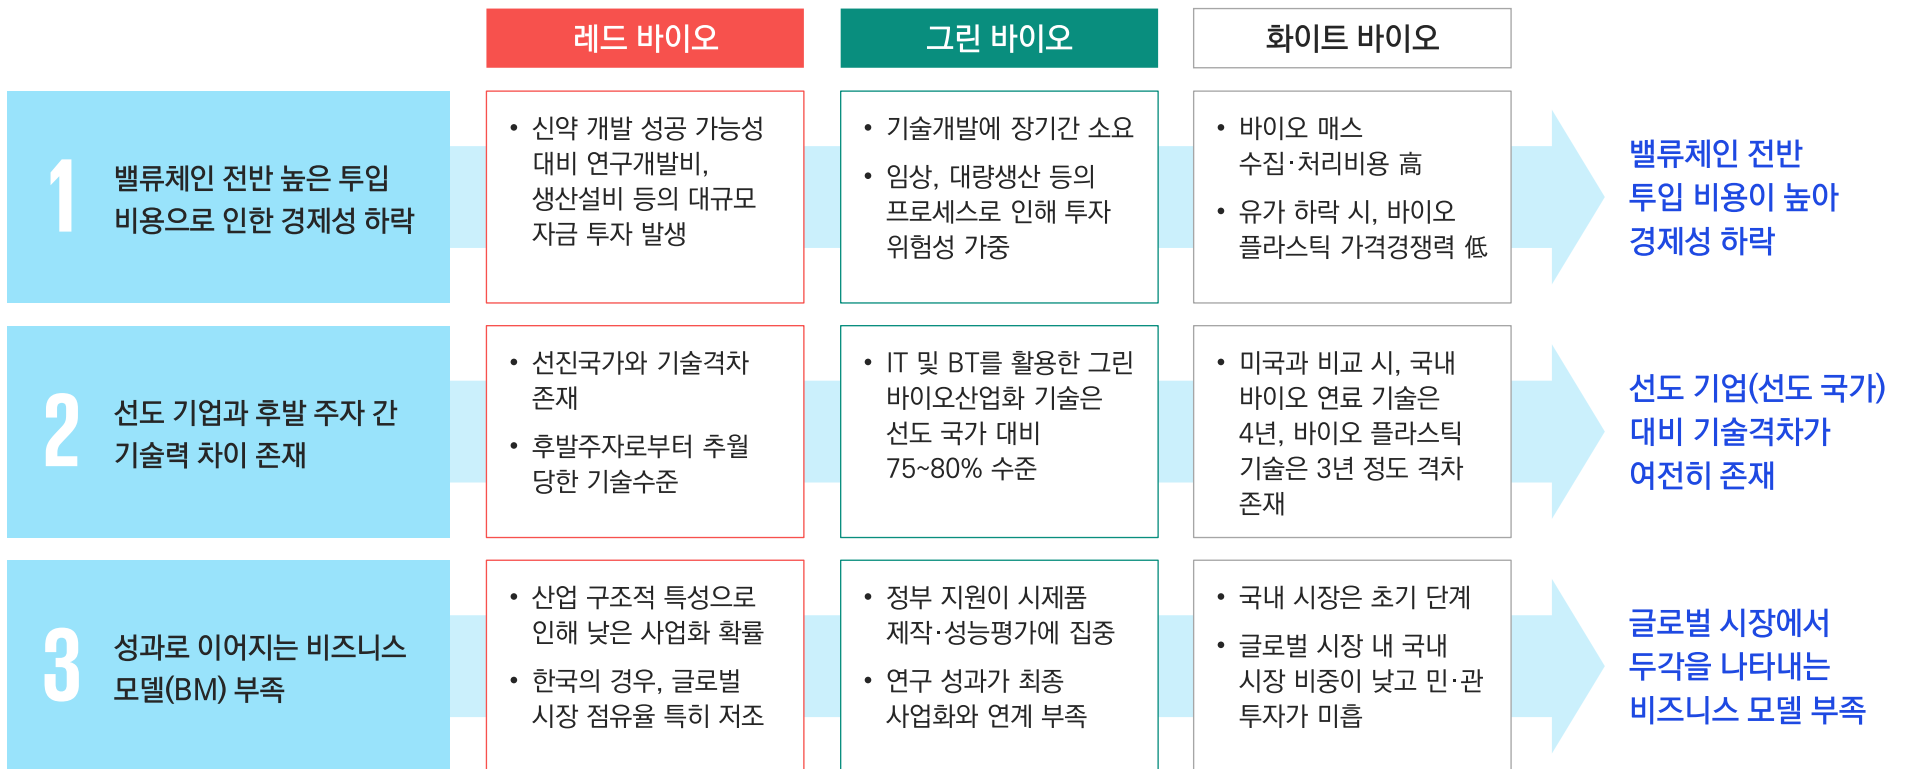 레드 바이오
그린 바이오
화이트 바이오
1
밸류체인 전반 높은 투입
비용으로 인한 경제성 하락
• 신약 개발 성공 가능성
대비 연구개발비,
생산설비 등의 대규모
자금 투자 발생
• 기술개발에 장기간 소요
• 임상, 대량생산 등의
프로세스로 인해 투자
위험성 가중
• 바이오 매스
수집·처리비용 高
• 유가 하락 시, 바이오
플라스틱 가격경쟁력 低
밸류체인 전반
투입 비용이 높아
경제성 하락
2
선도 기업과 후발 주자 간
기술력 차이 존재
• 선진국가와 기술격차
존재
• 후발주자로부터 추월
당한 기술수준
• IT 및 BT를 활용한 그린
바이오산업화 기술은
선도 국가 대비
75~80% 수준
• 미국과 비교 시, 국내
바이오 연료 기술은
4년, 바이오 플라스틱
기술은 3년 정도 격차
존재
선도 기업(선도 국가)
대비 기술격차가
여전히 존재
3
성과로 이어지는 비즈니스
모델(BM) 부족
• 산업 구조적 특성으로
인해 낮은 사업화 확률
• 한국의 경우, 글로벌
시장 점유율 특히 저조
• 정부 지원이 시제품
제작·성능평가에 집중
• 연구 성과가 최종
사업화와 연계 부족
• 국내 시장은 초기 단계
• 글로벌 시장 내 국내
시장 비중이 낮고 민·관
투자가 미흡
글로벌 시장에서
두각을 나타내는
비즈니스 모델 부족